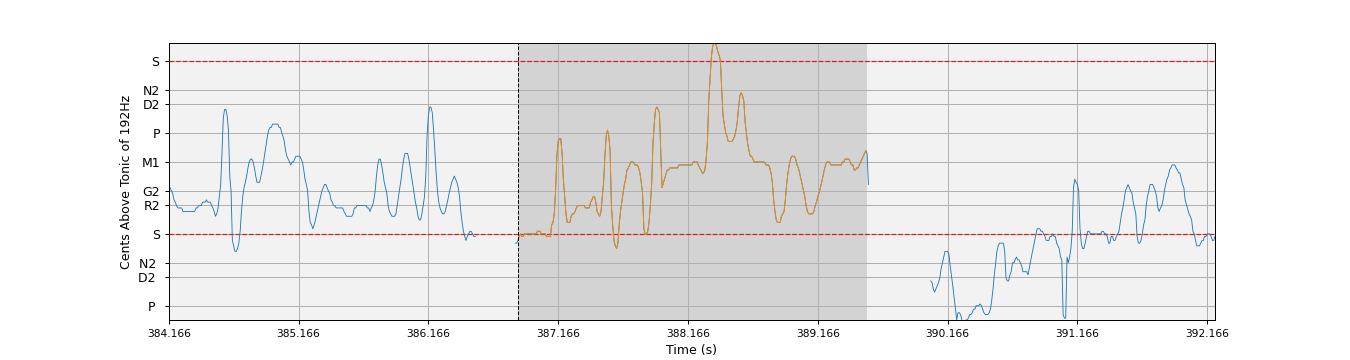 Cents Above Tonic of 192Hz
S
N2
D2
P
M1
G2
R2
S
N2
D2
P
384.166 385.166 386.166 387.166 388.166 389.166 390.166 391.166 392.166
Time (s)